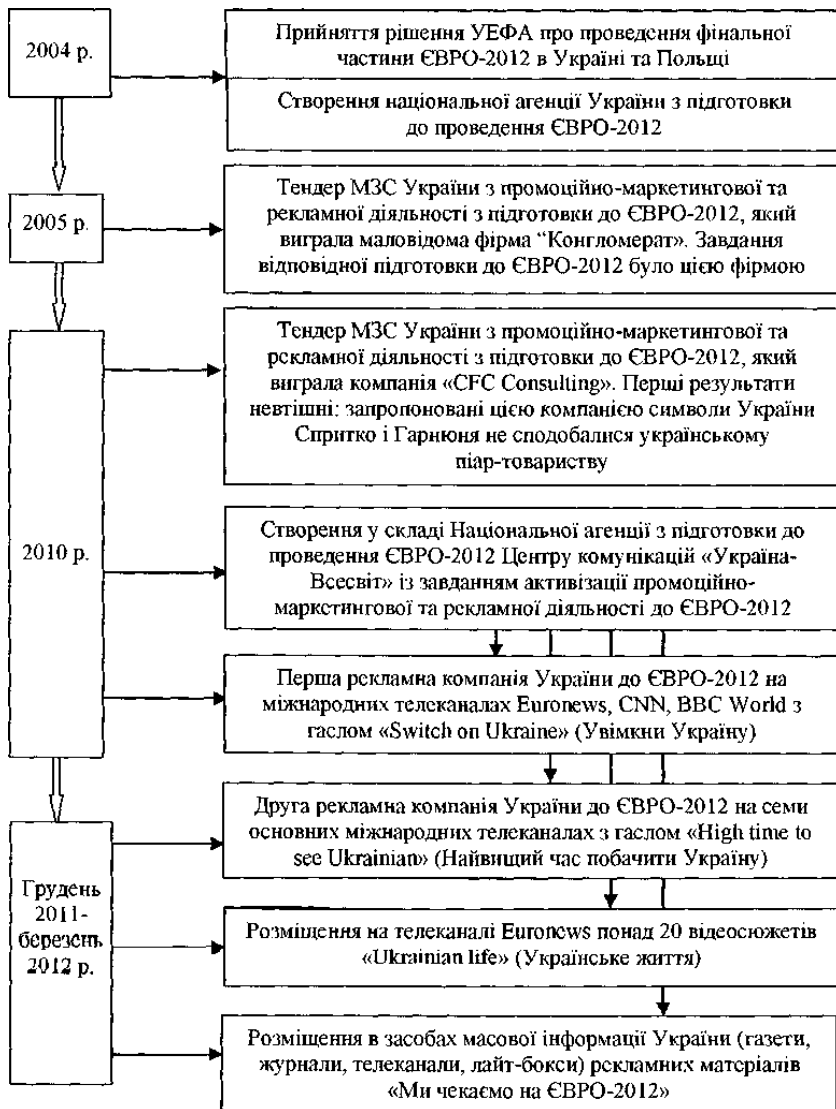 2004 р.
Прийняття рішення УЕФА про проведення фінальної
частини ЄВРО-2012 в Україні та Польщі
Створення національної агенції України з підготовки
до проведення ЄВРО-2012
2005 р.
Тендер МЗС України з промоційно-маркетингової та
рекламної діяльності з підготовки до ЄВРО-2012, який
виграла маловідома фірма “Конгломерат». Завдання
відповідної підготовки до ЄВРО-2012 було цією фірмою
2010 р.
Тендер МЗС України з промоційно-маркетингової та
рекламної діяльності з підготовки до ЄВРО-2012, який
виграла компанія «CFC Consulting». Перші результати
невтішні: запропоновані цією компанією символи України
Спритко і Гарнюня не сподобалися українському
піар-товариству
Створення у складі Національної агенції з підготовки до
проведення ЄВРО-2012 Центру комунікацій «Україна-
Всесвіт» із завданням активізації промоційно-
маркетингової та рекламної діяльності до ЄВРО-2012
Перша рекламна компанія України до ЄВРО-2012 на
міжнародних телеканалах Euronews, CNN, BBC World з
гаслом «Switch on Ukraine» (Увімкни Україну)
Грудень
2011-
березень
2012 р.
Друга рекламна компанія України до ЄВРО-2012 на семи
основних міжнародних телеканалах з гаслом «High time to
see Ukrainian» (Найвищий час побачити Україну)
Розміщення на телеканалі Euronews понад 20 відеосюжетів
«Ukrainian life» (Українське життя)
Розміщення в засобах масової інформації України (газети,
журнали, телеканали, лайт-бокси) рекламних матеріалів
«Ми чекаємо на ЄВРО-2012»